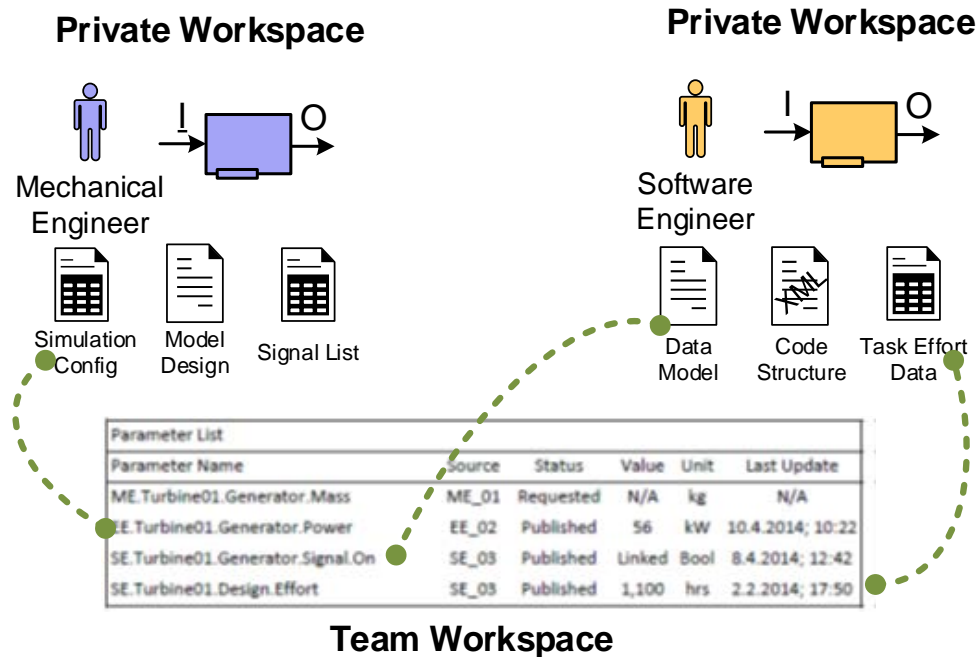 Private Workspace
Private Workspace
I
O
I
O
Mechanical
Engineer
Software
Engineer
XML
Simulation
Config
Model
Design
Signal List
Data
Model
Code
Structure
Task Effort
Data
Parameter List
Parameter Name Source Status Value Unit Last Update
ME.Turbine01.Generator.Mass ME_01 Requested N/A kg N/A
EE.Turbine01.Generator.Power EE_02 Published 56 kW 10.4.2014; 10:22
SE.Turbine01.Generator.Signal.On SE_03 Published Linked Bool 8.4.2014; 12:42
SE.Turbine01.Design.Effort SE_03 Published 1,100 hrs 2.2.2014; 17:50
Team Workspace